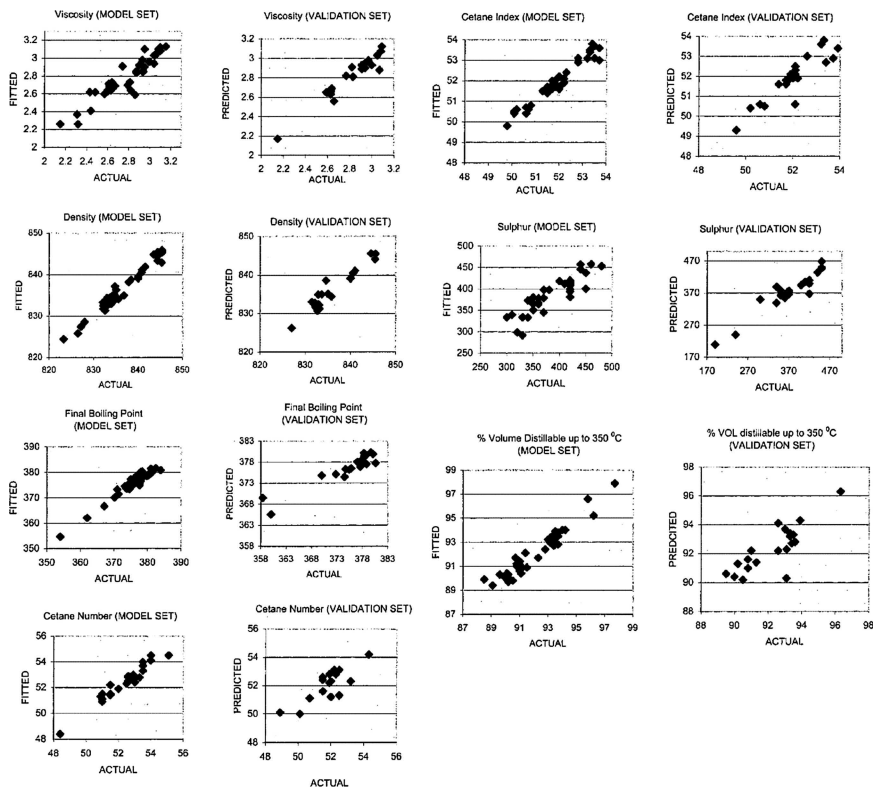 Viscosity (MODEL SET)
FITTED
3.2
3
2.8
2.6
2.4
2.2
2
2 2.2 2.4 2.6 2.8 3 3.2
ACTUAL
Viscosity (VALIDATION SET)
PREDICTED
3.2
3
2.8
2.6
2.4
2.2
2
2 2.2 2.4 2.6 2.8 3 3.2
ACTUAL
Cetane Index (MODEL SET)
FITTED
54
53
52
51
50
49
48
48 49 50 51 52 53 54
ACTUAL
Cetane Index (VALIDATION SET)
PREDICTED
54
53
52
51
50
49
48
48 50 52 54
ACTUAL
Density (MODEL SET)
FITTED
850
840
830
820
820 830 840 850
ACTUAL
Density (VALIDATION SET)
PREDICTED
850
840
830
820
820 830 840 850
ACTUAL
Sulphur (MODEL SET)
FITTED
500
450
400
350
300
250
250 300 350 400 450 500
ACTUAL
Sulphur (VALIDATION SET)
PREDICTED
470
370
270
170
170 270 370 470
ACTUAL
Final Boiling Point
(MODEL SET)
FITTED
390
380
370
360
350
350 360 370 380 390
ACTUAL
Final Boiling Point
(VALIDATION SET)
PREDICTED
383
378
373
368
363
358
358 363 368 373 378 383
ACTUAL
% Volume Distillable up to 350 ⁰C
(MODEL SET)
FITTED
99
97
95
93
91
89
87
87 89 91 93 95 97 99
ACTUAL
% VOL distillable up to 350 ⁰C
(VALIDATION SET)
PREDCITED
98
96
94
92
90
88
88 90 92 94 96 98
ACTUAL
Cetane Number (MODEL SET)
FITTED
56
54
52
50
48
48 50 52 54 56
ACTUAL
Cetane Number (VALIDATION SET)
PREDICTED
56
54
52
50
48
48 50 52 54 56
ACTUAL